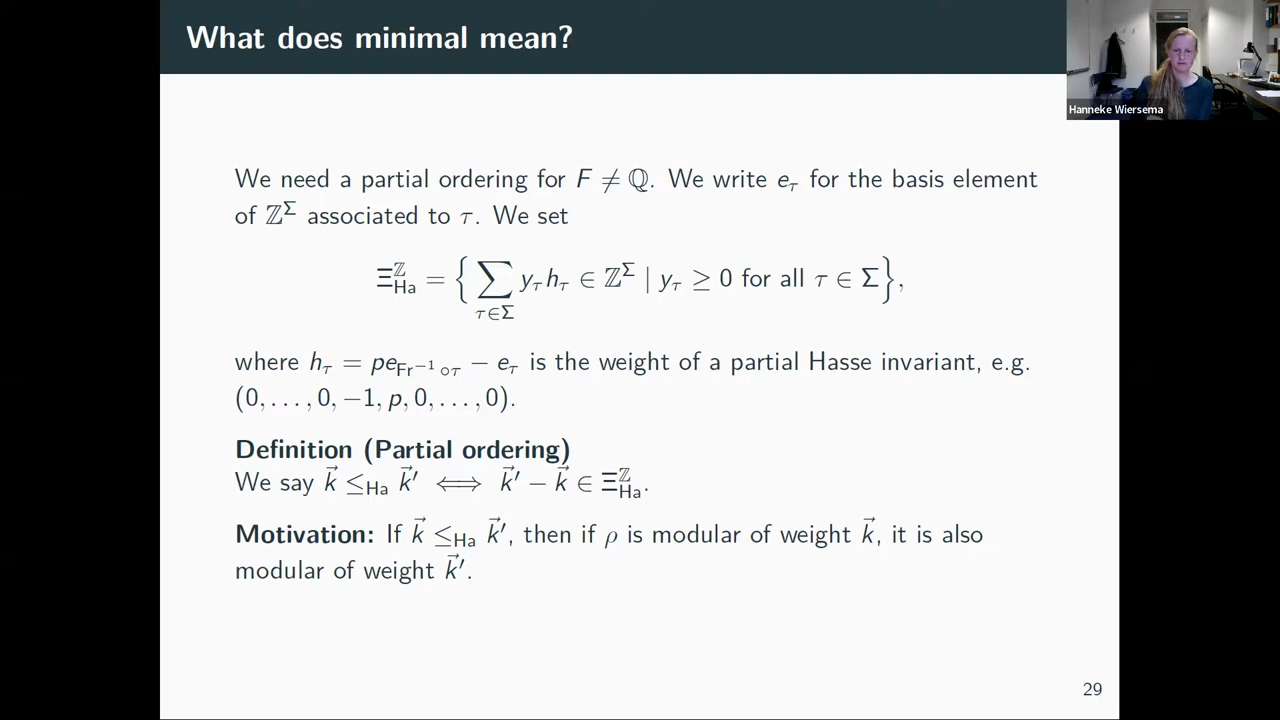 What does minimal mean?
Hanneke Wiersema
We need a partial ordering for F ≠ ℚ. We write e_τ for the basis element
of ℤ^Σ associated to τ. We set
Ξ^ℤ_Ha = { ∑_{τ∈Σ} y_τ h_τ ∈ ℤ^Σ | y_τ ≥ 0 for all τ ∈ Σ },
where h_τ = pe_{Fr⁻¹∘τ} − e_τ is the weight of a partial Hasse invariant, e.g.
(0, . . . , 0, −1, p, 0, . . . , 0).
Definition (Partial ordering)
We say k⃗ ≤_Ha k⃗′ ⟺ k⃗′ − k⃗ ∈ Ξ^ℤ_Ha.
Motivation: If k⃗ ≤_Ha k⃗′, then if ρ is modular of weight k⃗, it is also
modular of weight k⃗′.
29